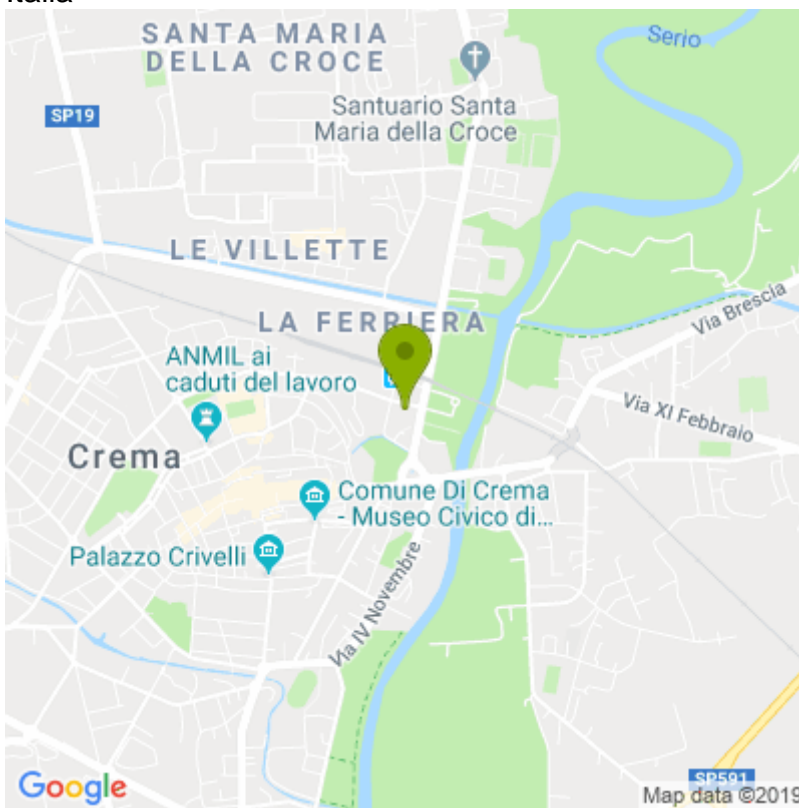 Italia
SANTA MARIA
DELLA CROCE
Serio
SP19
Santuario Santa
Maria della Croce
LE VILLETTE
LA FERRIERA
Via Brescia
ANMIL ai
caduti del lavoro
Via XI Febbraio
Crema
Comune Di Crema
- Museo Civico di...
Palazzo Crivelli
Via IV Novembre
SP591
Google
Map data ©2019